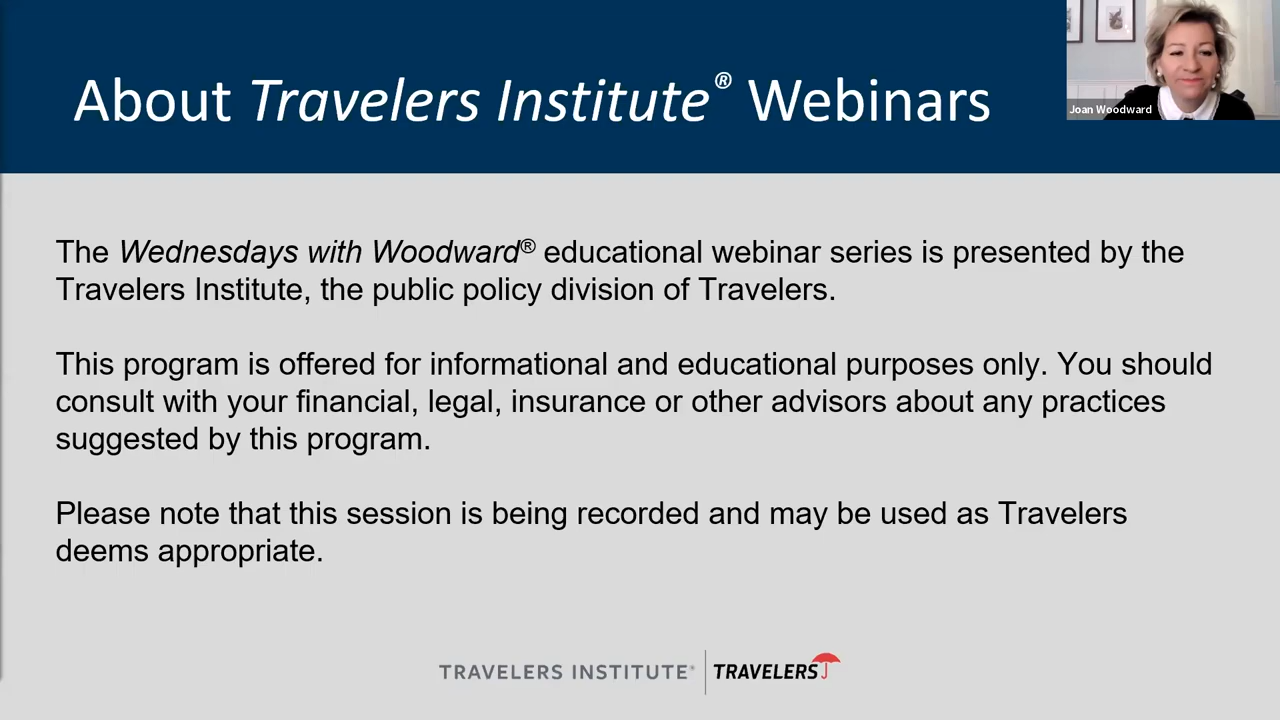 About Travelers Institute® Webinars
Joan Woodward
The Wednesdays with Woodward® educational webinar series is presented by the
Travelers Institute, the public policy division of Travelers.
This program is offered for informational and educational purposes only. You should
consult with your financial, legal, insurance or other advisors about any practices
suggested by this program.
Please note that this session is being recorded and may be used as Travelers
deems appropriate.
TRAVELERS INSTITUTE® TRAVELERS